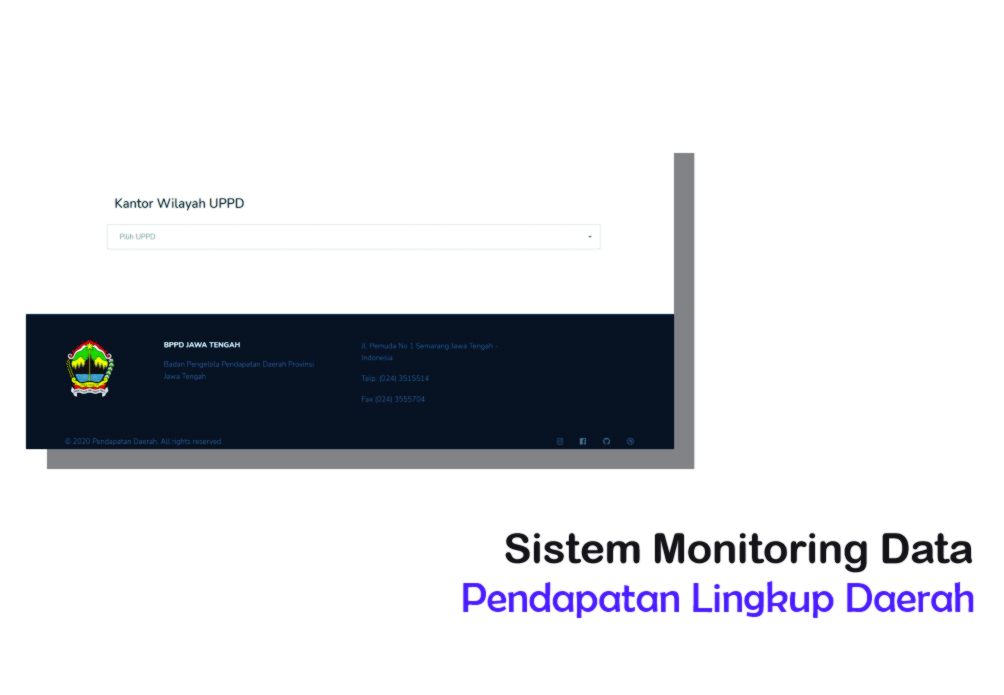 Kantor Wilayah UPPD
Pilih UPPD
BPPD JAWA TENGAH
Badan Pengelola Pendapatan Daerah Provinsi
Jawa Tengah
Jl. Pemuda No 1 Semarang Jawa Tengah -
Indonesia
Telp. (024) 3515514
Fax (024) 3555704
© 2020 Pendapatan Daerah. All rights reserved.
Sistem Monitoring Data
Pendapatan Lingkup Daerah